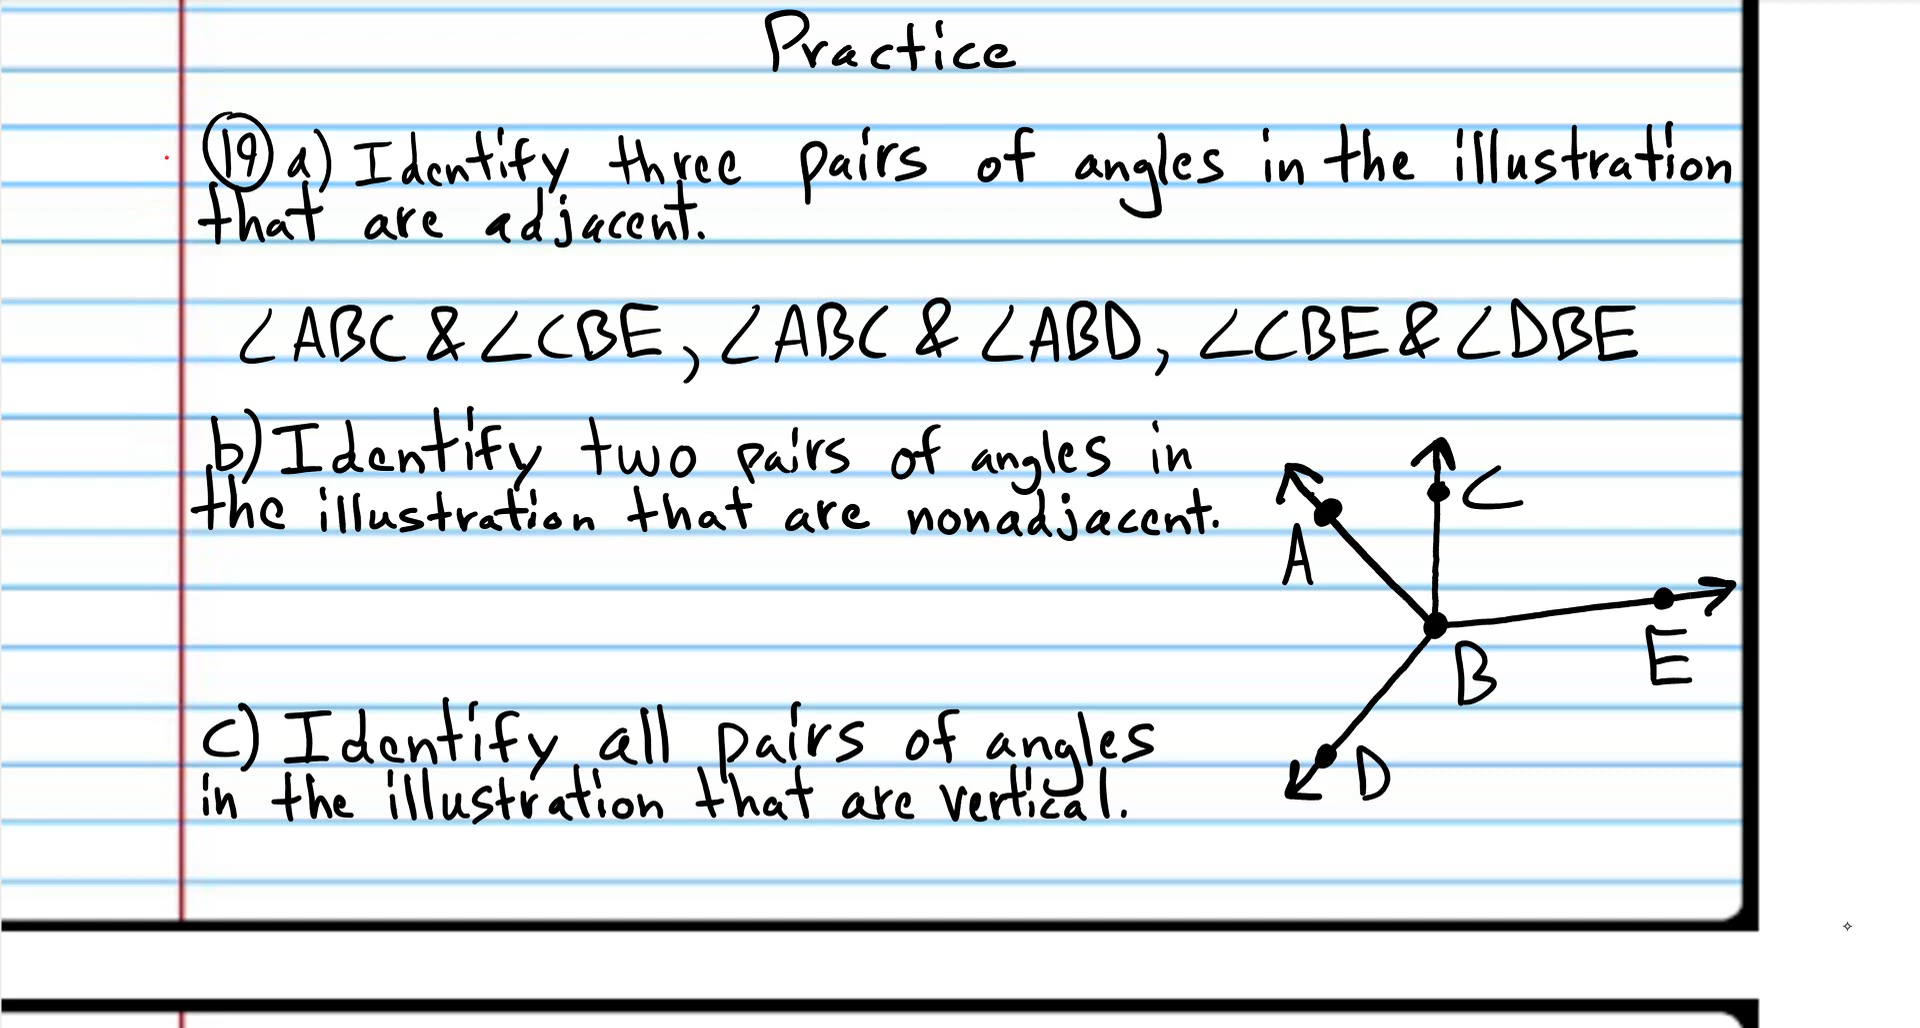 Practice
19 a) Identify three pairs of angles in the illustration
that are adjacent.
∠ABC & ∠CBE, ∠ABC & ∠ABD, ∠CBE & ∠DBE
b) Identify two pairs of angles in
the illustration that are nonadjacent.
C
A
E
B
c) Identify all pairs of angles
in the illustration that are vertical.
D